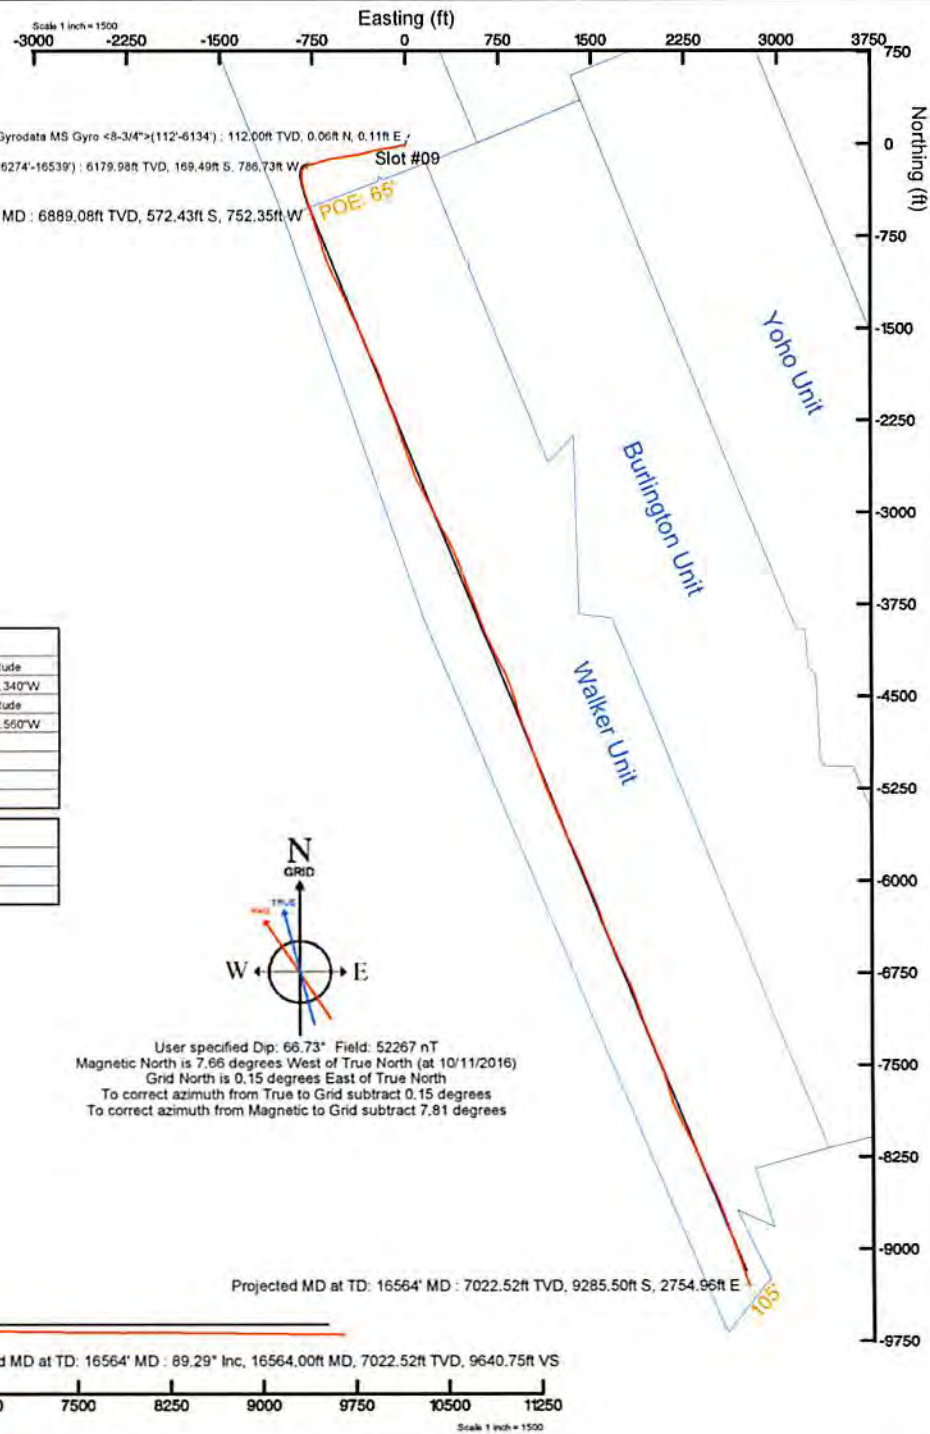 Easting (ft)
Scale 1 inch = 1500
-3000 -2250 -1500 -750 0 750 1500 2250 3000 3750
750
Northing (ft)
Gyrodata MS Gyro <8-3/4">(112'-6134') : 112.00ft TVD, 0.06ft N, 0.11ft E
0
Slot #09
6274'-16539') : 6179.98ft TVD, 169.49ft S, 786.73ft W
POE: 65'
MD : 6889.08ft TVD, 572.43ft S, 752.35ft W
-750
-1500
Yoho Unit
-2250
Burlington Unit
-3000
-3750
Walker Unit
-4500
-5250
-6000
-6750
-7500
-8250
-9000
-9750
ude
.340"W
ude
.560"W
N
GRID
TRUE
MAG
W
E
User specified Dip: 66.73° Field: 52267 nT
Magnetic North is 7.66 degrees West of True North (at 10/11/2016)
Grid North is 0.15 degrees East of True North
To correct azimuth from True to Grid subtract 0.15 degrees
To correct azimuth from Magnetic to Grid subtract 7.81 degrees
Projected MD at TD: 16564' MD : 7022.52ft TVD, 9285.50ft S, 2754.96ft E
105'
d MD at TD: 16564' MD : 89.29° Inc, 16564.00ft MD, 7022.52ft TVD, 9640.75ft VS
0 7500 8250 9000 9750 10500 11250
Scale 1 inch = 1500